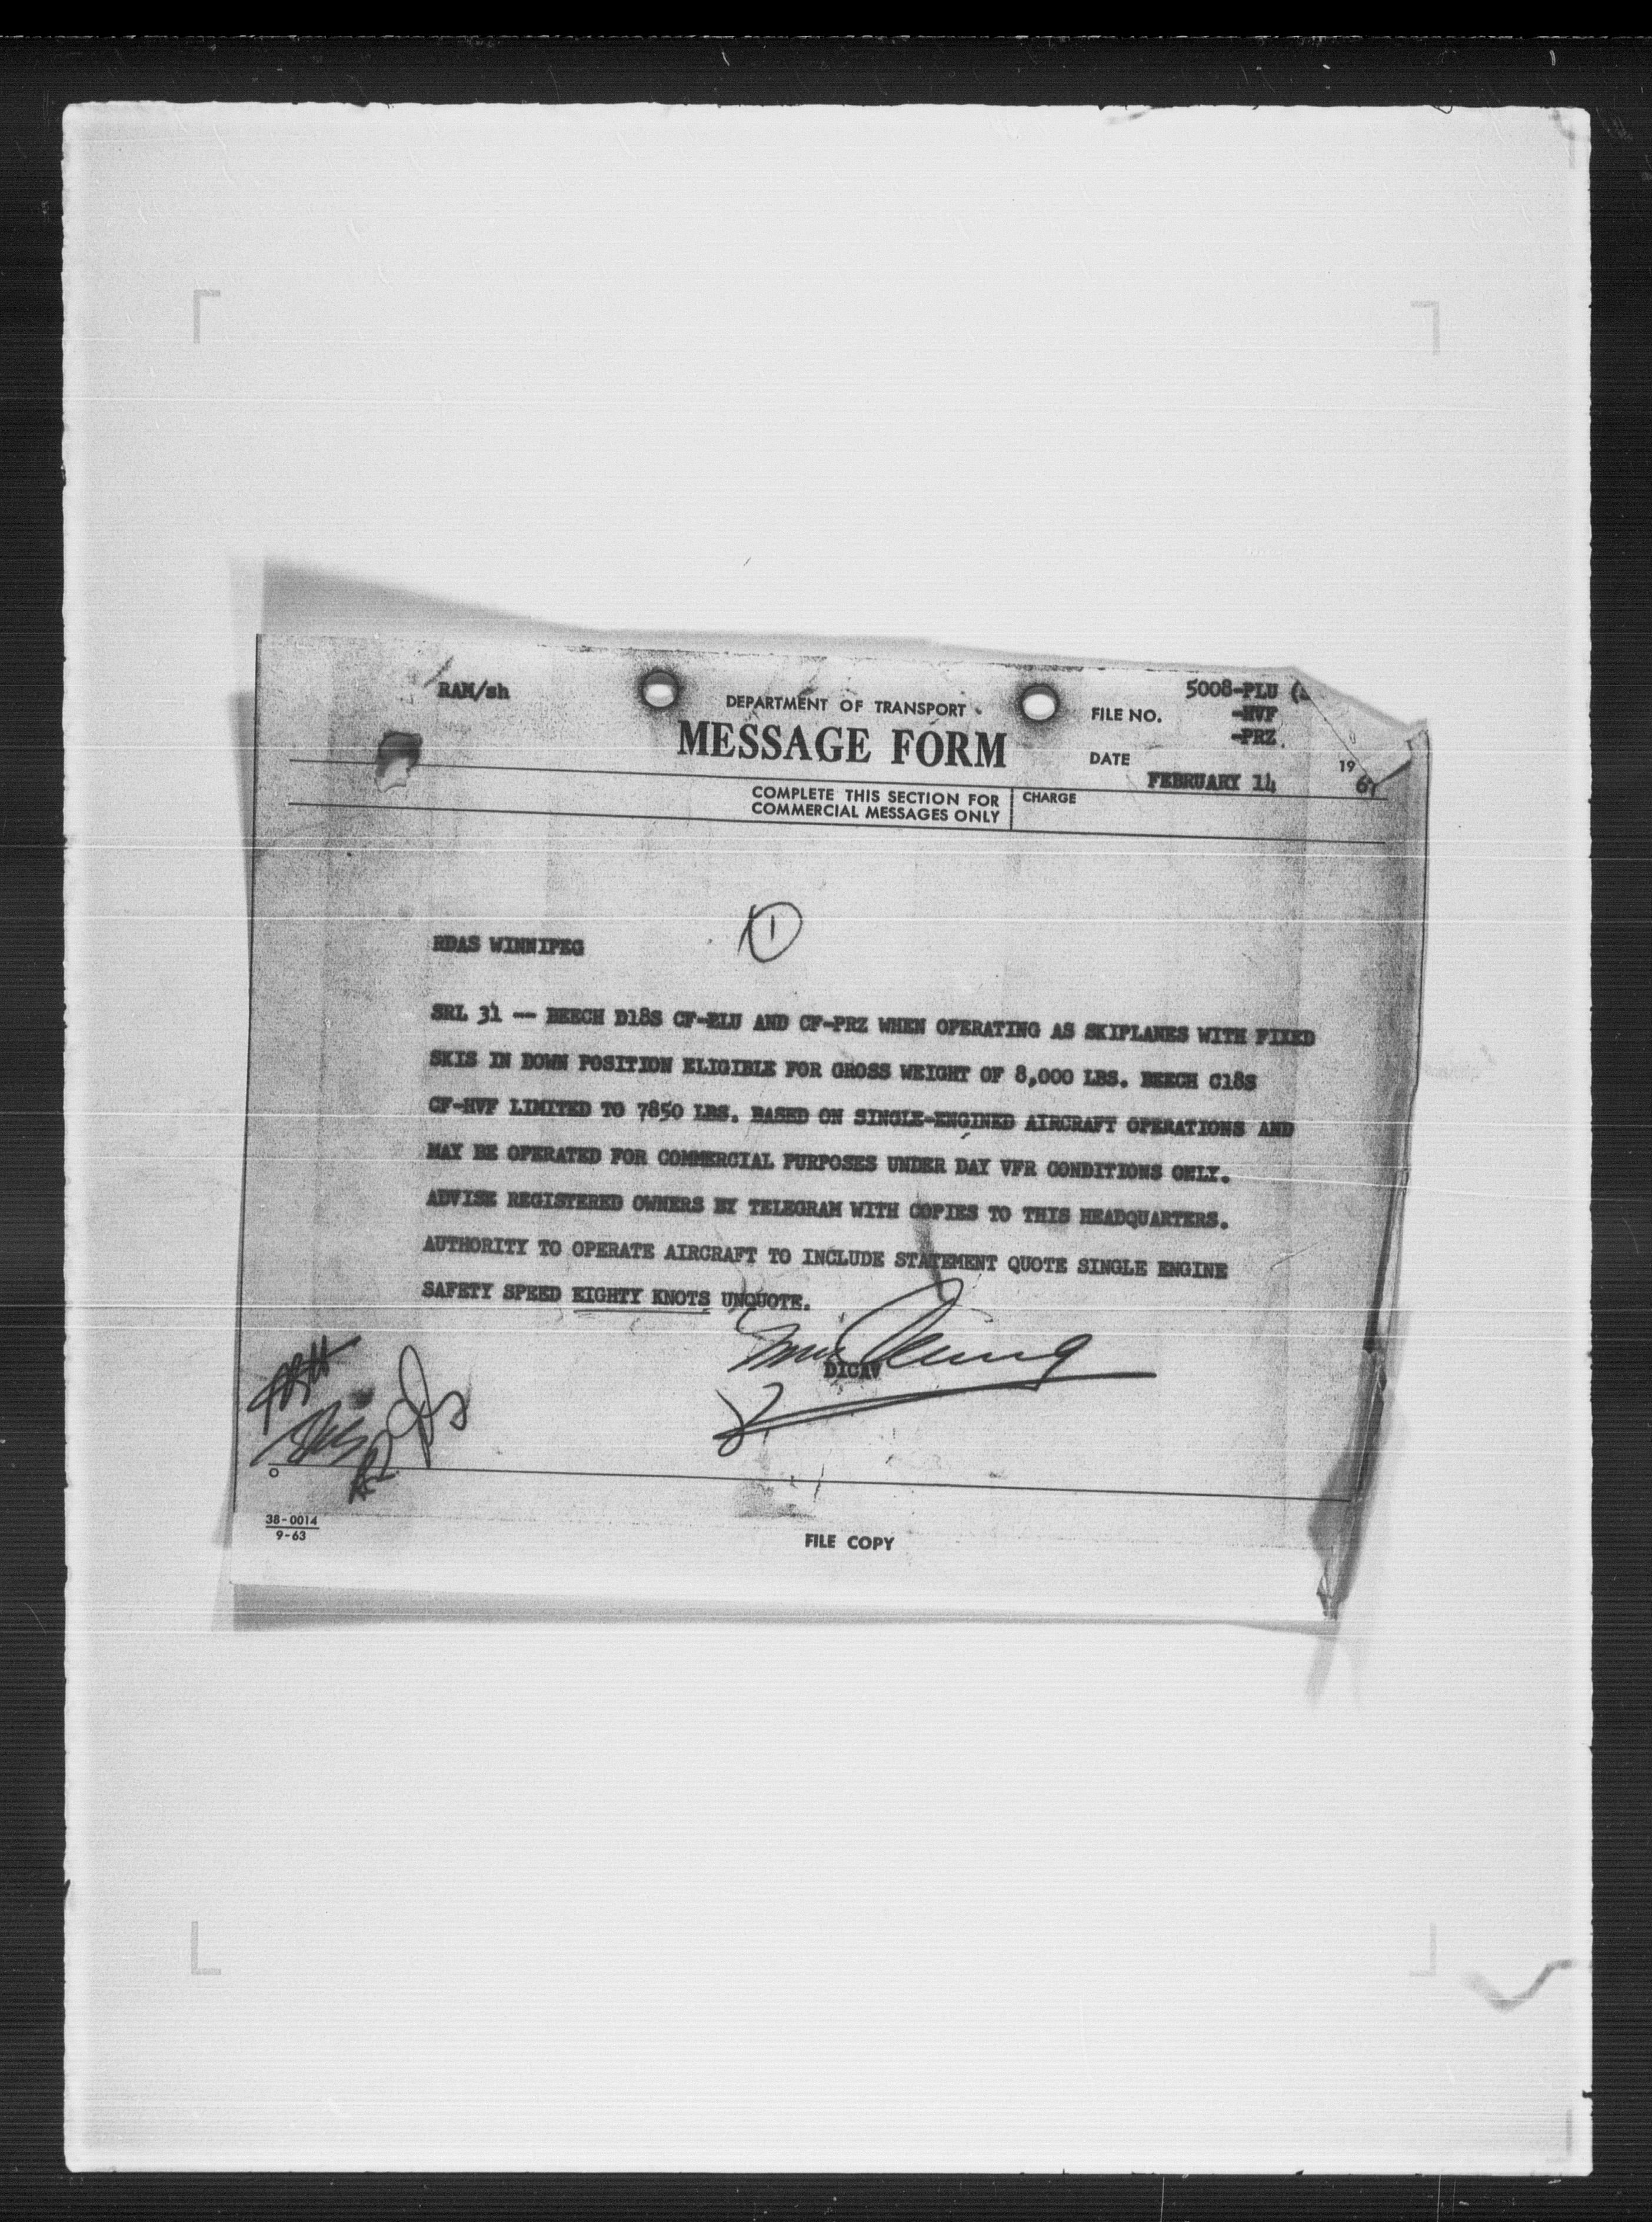 RAM/sh
DEPARTMENT OF TRANSPORT
MESSAGE FORM
FILE NO. 5008-PLU
-HVF
-PRZ
DATE FEBRUARY 14 19
COMPLETE THIS SECTION FOR
COMMERCIAL MESSAGES ONLY
CHARGE
1
RDAS WINNIPEG
SRL 31 -- BEECH D18S CF-PLU AND CF-PRZ WHEN OPERATING AS SKIPLANES WITH FIXED
SKIS IN DOWN POSITION ELIGIBLE FOR GROSS WEIGHT OF 8,000 LBS. BEECH C18S
CF-HVF LIMITED TO 7850 LBS. BASED ON SINGLE-ENGINED AIRCRAFT OPERATIONS AND
MAY BE OPERATED FOR COMMERCIAL PURPOSES UNDER DAY VFR CONDITIONS ONLY.
ADVISE REGISTERED OWNERS BY TELEGRAM WITH COPIES TO THIS HEADQUARTERS.
AUTHORITY TO OPERATE AIRCRAFT TO INCLUDE STATEMENT QUOTE SINGLE ENGINE
SAFETY SPEED EIGHTY KNOTS UNQUOTE.
DICAV
38-0014
9-63
FILE COPY